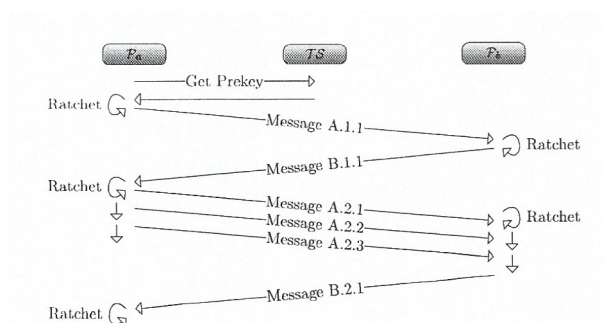 Pa TS Pb
Get Prekey
Ratchet
Message A.1.1
Ratchet
Message B.1.1
Ratchet
Message A.2.1
Ratchet
Message A.2.2
Message A.2.3
Message B.2.1
Ratchet